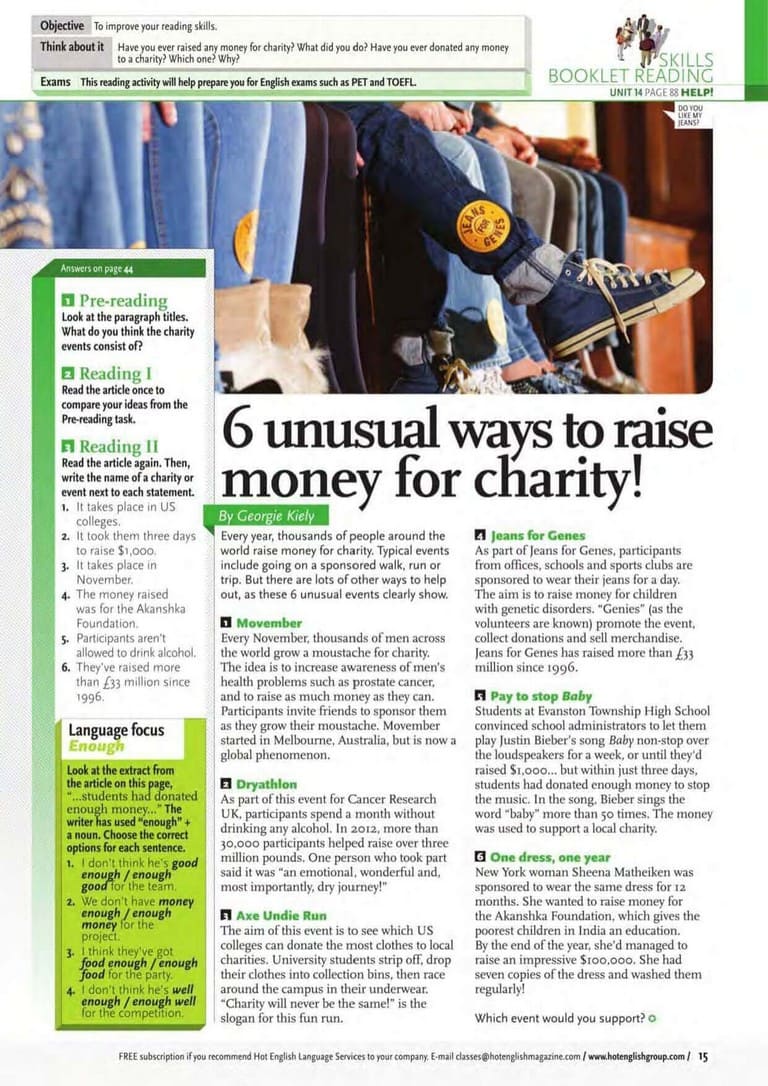 Objective To improve your reading skills.
Think about it Have you ever raised any money for charity? What did you do? Have you ever donated any money
to a charity? Which one? Why?
Exams This reading activity will help prepare you for English exams such as PET and TOEFL.
SKILLS
BOOKLET READING
UNIT 14 PAGE 88 HELP!
DO YOU
LIKE MY
JEANS?
JEANS
FOR
GENES
Answers on page 44
1 Pre-reading
Look at the paragraph titles.
What do you think the charity
events consist of?
2 Reading I
Read the article once to
compare your ideas from the
Pre-reading task.
3 Reading II
Read the article again. Then,
write the name of a charity or
event next to each statement.
1. It takes place in US
colleges.
2. It took them three days
to raise $1,000.
3. It takes place in
November.
4. The money raised
was for the Akanshka
Foundation.
5. Participants aren't
allowed to drink alcohol.
6. They've raised more
than £33 million since
1996.
Language focus
Enough
Look at the extract from
the article on this page,
"...students had donated
enough money..." The
writer has used "enough" +
a noun. Choose the correct
options for each sentence.
1. I don't think he's good
enough / enough
good for the team.
2. We don't have money
enough / enough
money for the
project.
3. I think they've got
food enough / enough
food for the party.
4. I don't think he's well
enough / enough well
for the competition.
6 unusual ways to raise
money for charity!
By Georgie Kiely
Every year, thousands of people around the
world raise money for charity. Typical events
include going on a sponsored walk, run or
trip. But there are lots of other ways to help
out, as these 6 unusual events clearly show.
1 Movember
Every November, thousands of men across
the world grow a moustache for charity.
The idea is to increase awareness of men's
health problems such as prostate cancer,
and to raise as much money as they can.
Participants invite friends to sponsor them
as they grow their moustache. Movember
started in Melbourne, Australia, but is now a
global phenomenon.
2 Dryathlon
As part of this event for Cancer Research
UK, participants spend a month without
drinking any alcohol. In 2012, more than
30,000 participants helped raise over three
million pounds. One person who took part
said it was "an emotional, wonderful and,
most importantly, dry journey!"
3 Axe Undie Run
The aim of this event is to see which US
colleges can donate the most clothes to local
charities. University students strip off, drop
their clothes into collection bins, then race
around the campus in their underwear.
"Charity will never be the same!" is the
slogan for this fun run.
4 Jeans for Genes
As part of Jeans for Genes, participants
from offices, schools and sports clubs are
sponsored to wear their jeans for a day.
The aim is to raise money for children
with genetic disorders. "Genies" (as the
volunteers are known) promote the event,
collect donations and sell merchandise.
Jeans for Genes has raised more than £33
million since 1996.
5 Pay to stop Baby
Students at Evanston Township High School
convinced school administrators to let them
play Justin Bieber's song Baby non-stop over
the loudspeakers for a week, or until they'd
raised $1,000... but within just three days,
students had donated enough money to stop
the music. In the song, Bieber sings the
word "baby" more than 50 times. The money
was used to support a local charity.
6 One dress, one year
New York woman Sheena Matheiken was
sponsored to wear the same dress for 12
months. She wanted to raise money for
the Akanshka Foundation, which gives the
poorest children in India an education.
By the end of the year, she'd managed to
raise an impressive $100,000. She had
seven copies of the dress and washed them
regularly!
Which event would you support?
FREE subscription if you recommend Hot English Language Services to your company. E-mail classes@hotenglishmagazine.com / www.hotenglishgroup.com / 15